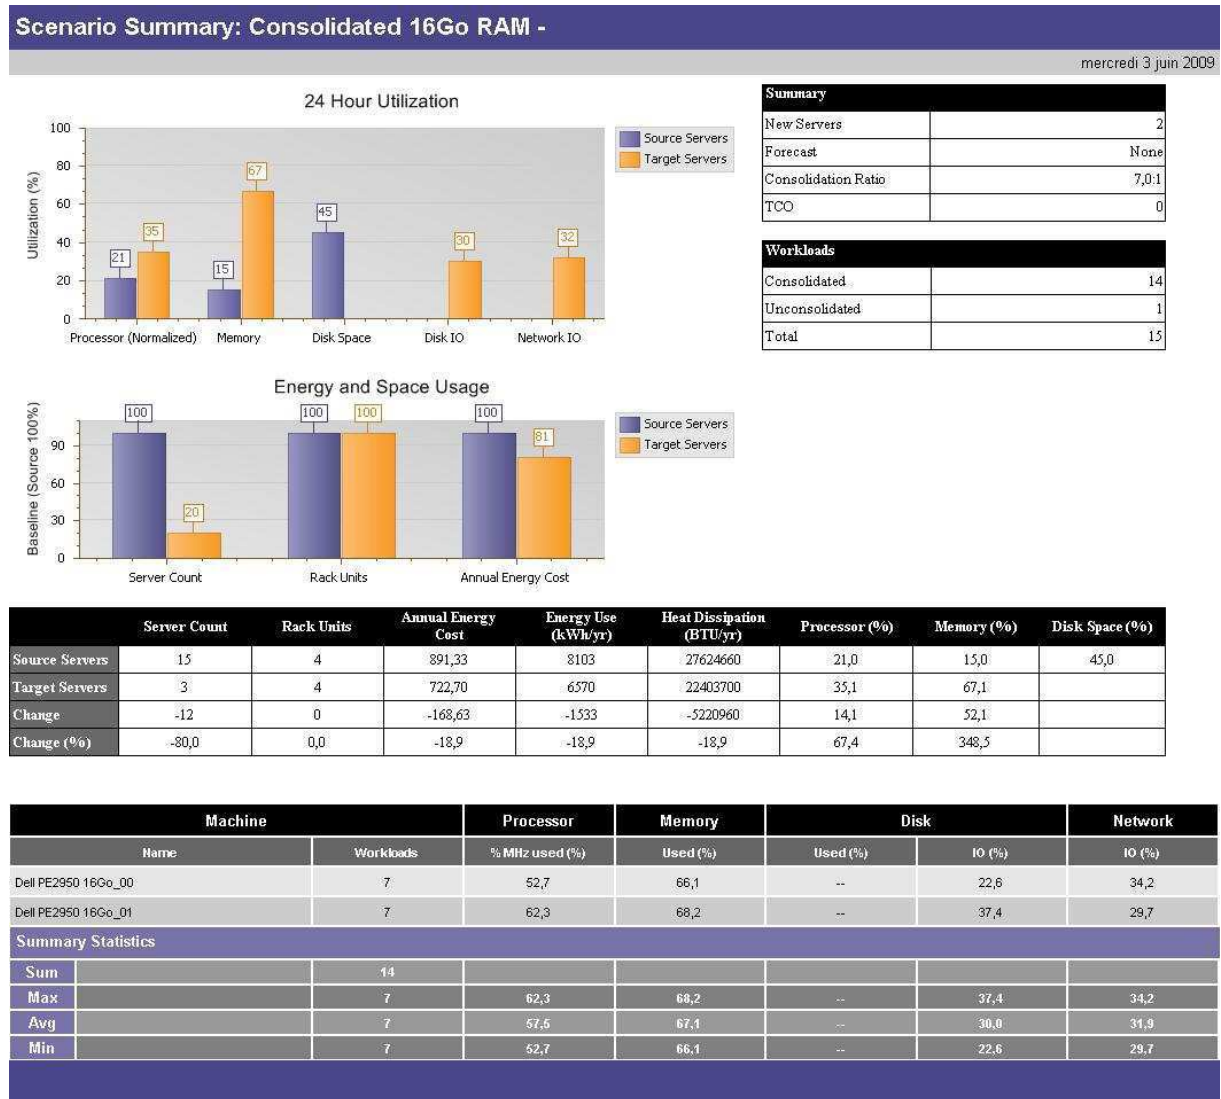 Scenario Summary: Consolidated 16Go RAM -
mercredi 3 juin 2009
24 Hour Utilization
Utilization (%)
100
80
60
40
20
0
21
35
15
67
45
30
32
Processor (Normalized) Memory Disk Space Disk IO Network IO
Source Servers
Target Servers
Summary
New Servers 2
Forecast None
Consolidation Ratio 7,0:1
TCO 0
Workloads
Consolidated 14
Unconsolidated 1
Total 15
Energy and Space Usage
Baseline (Source 100%)
90
60
30
0
100
20
100
100
100
81
Server Count Rack Units Annual Energy Cost
Source Servers
Target Servers
Server Count Rack Units Annual Energy Cost Energy Use (kWh/yr) Heat Dissipation (BTU/yr) Processor (%) Memory (%) Disk Space (%)
Source Servers 15 4 891,33 8103 27624660 21,0 15,0 45,0
Target Servers 3 4 722,70 6570 22403700 35,1 67,1
Change -12 0 -168,63 -1533 -5220960 14,1 52,1
Change (%) -80,0 0,0 -18,9 -18,9 -18,9 67,4 348,5
Machine Processor Memory Disk Network
Name Workloads % MHz used (%) Used (%) Used (%) IO (%) IO (%)
Dell PE2950 16Go_00 7 52,7 66,1 -- 22,6 34,2
Dell PE2950 16Go_01 7 62,3 68,2 -- 37,4 29,7
Summary Statistics
Sum 14
Max 7 62,3 68,2 -- 37,4 34,2
Avg 7 57,5 67,1 -- 30,0 31,9
Min 7 52,7 66,1 -- 22,6 29,7